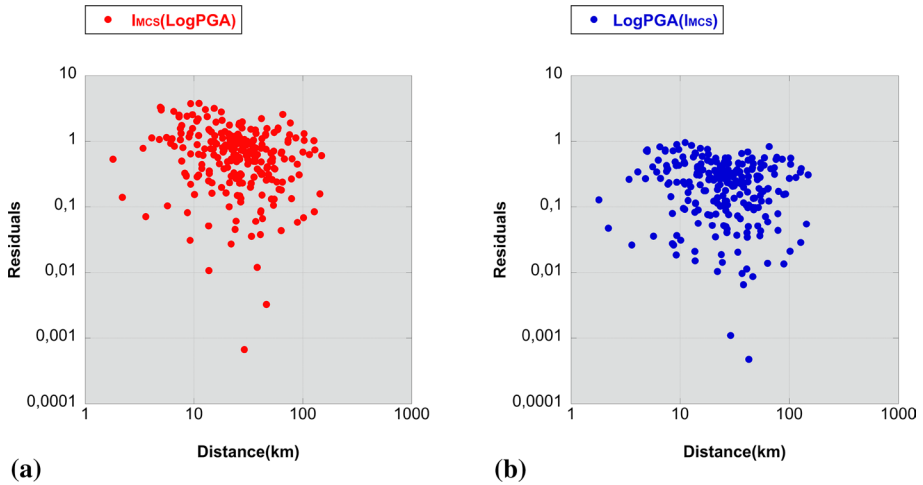 IMCS(LogPGA)
10
1
0,1
0,01
0,001
0,0001
Residuals
1 10 100 1000
Distance(km)
(a)
LogPGA(IMCS)
10
1
0,1
0,01
0,001
0,0001
Residuals
1 10 100 1000
Distance(km)
(b)